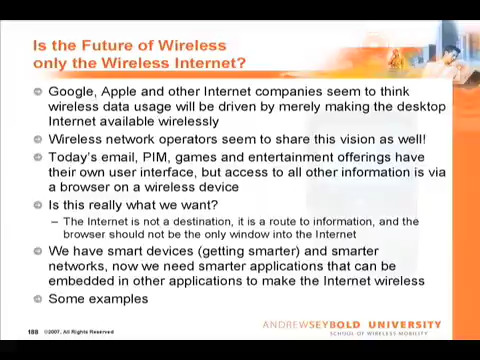 Is the Future of Wireless
only the Wireless Internet?
Google, Apple and other Internet companies seem to think
wireless data usage will be driven by merely making the desktop
Internet available wirelessly
Wireless network operators seem to share this vision as well!
Today's email, PIM, games and entertainment offerings have
their own user interface, but access to all other information is via
a browser on a wireless device
Is this really what we want?
– The Internet is not a destination, it is a route to information, and the
browser should not be the only window into the Internet
We have smart devices (getting smarter) and smarter
networks, now we need smarter applications that can be
embedded in other applications to make the Internet wireless
Some examples
188 ©2007, All Rights Reserved
ANDREWSEYBOLD UNIVERSITY
SCHOOL OF WIRELESS MOBILITY